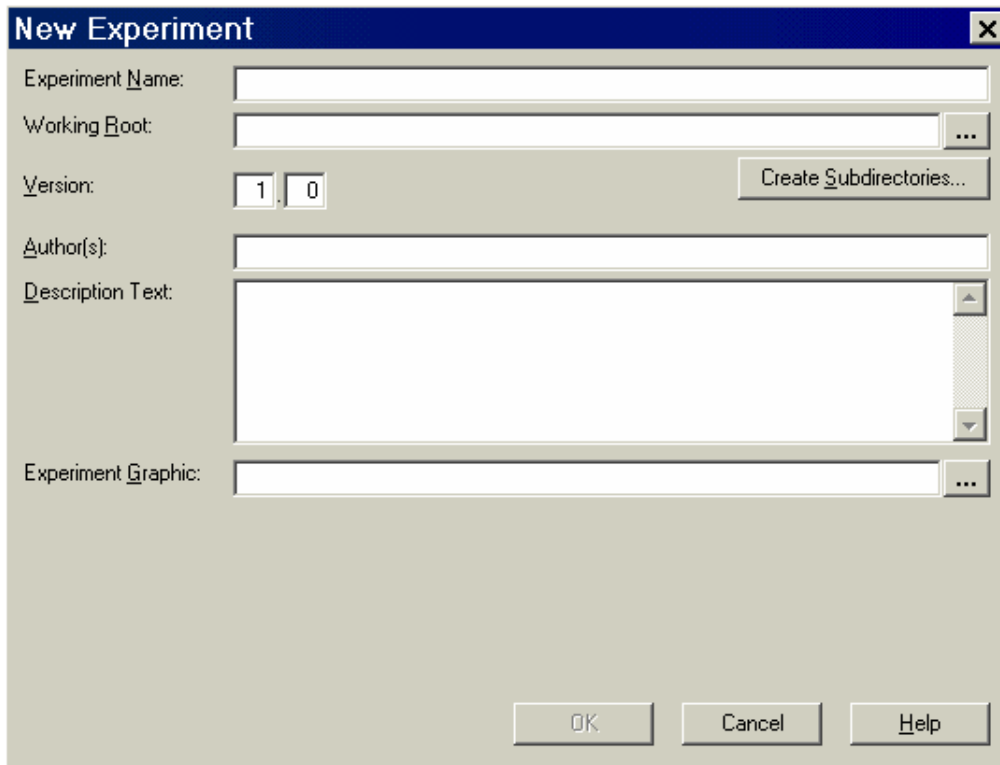 New Experiment
Experiment Name:
Working Root:
...
Version:
1 . 0
Create Subdirectories...
Author(s):
Description Text:
Experiment Graphic:
...
OK
Cancel
Help